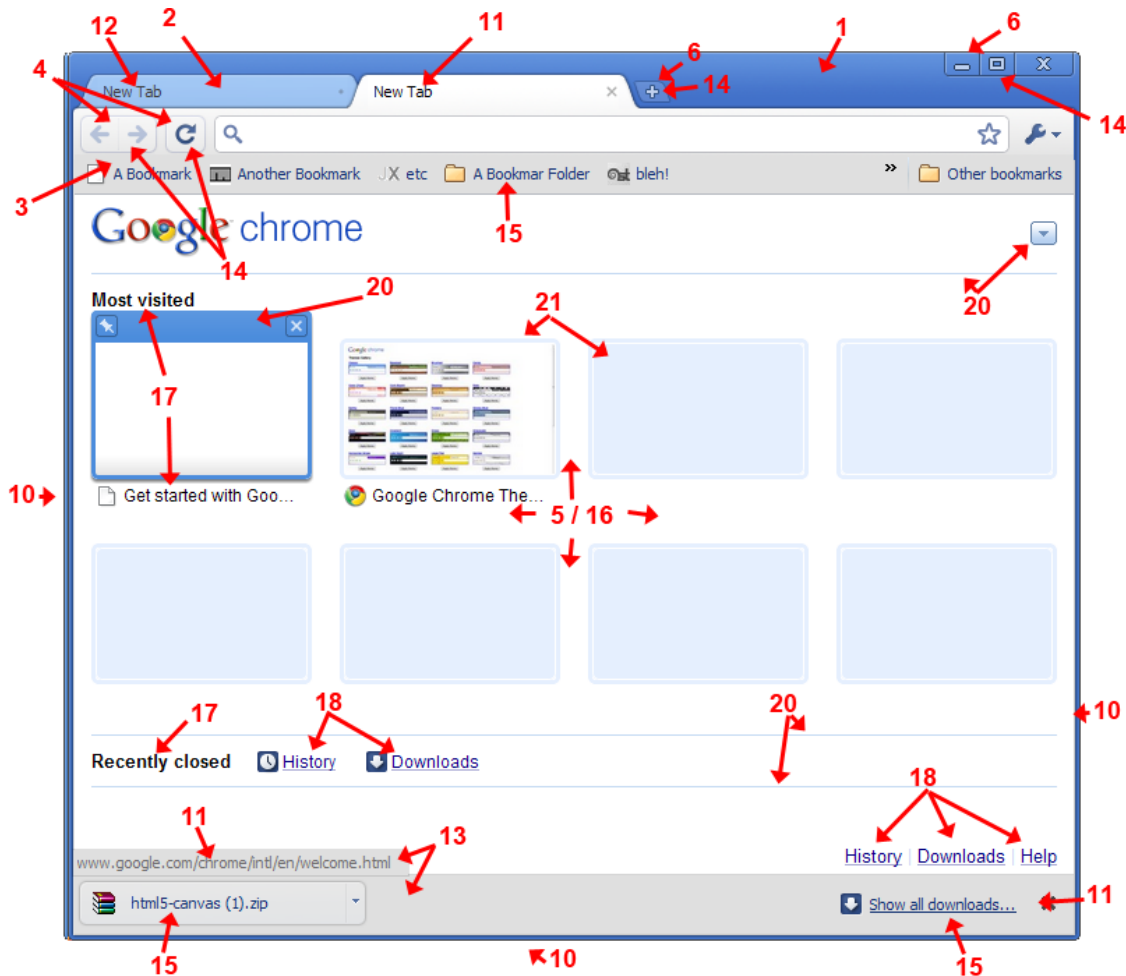 12 2 11 1 6
4 6
New Tab New Tab 14 14
A Bookmark Another Bookmark JX etc A Bookmar Folder bleh! » Other bookmarks
3 15
Google chrome
14 20
Most visited 20 21
17
10 Get started with Goo... Google Chrome The...
5 / 16
18 20
17 10
Recently closed History Downloads
18
11 13
www.google.com/chrome/intl/en/welcome.html History Downloads Help
html5-canvas (1).zip Show all downloads... 11
15 10 15